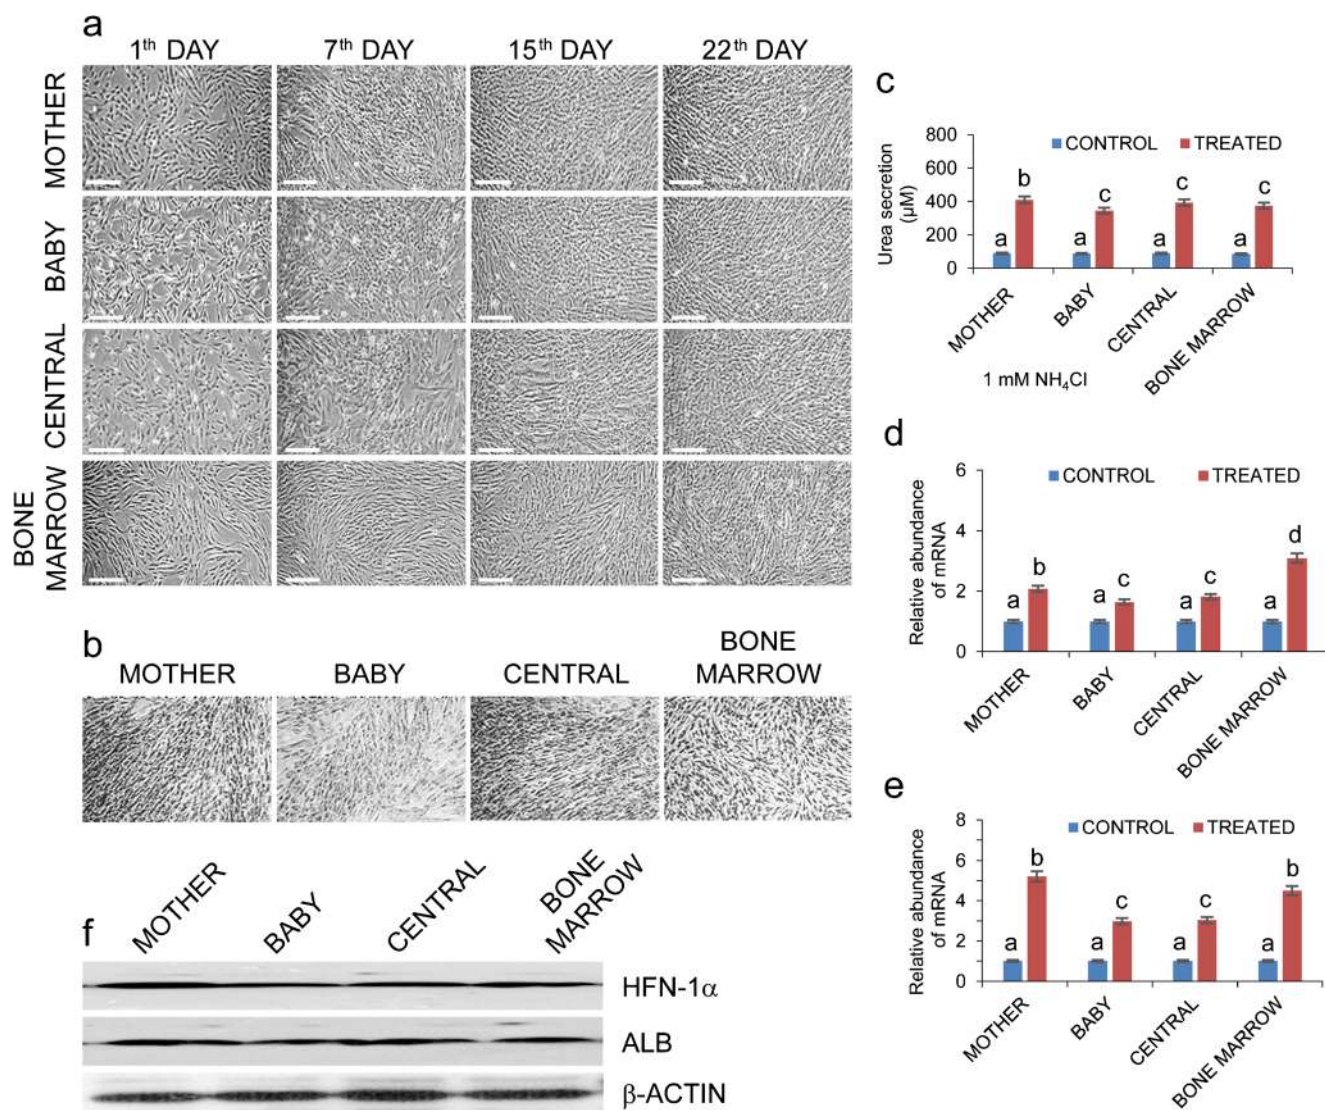 a
1th DAY
7th DAY
15th DAY
22th DAY
MOTHER
BABY
CENTRAL
BONE
MARROW
b
MOTHER
BABY
CENTRAL
BONE
MARROW
f
MOTHER
BABY
CENTRAL
BONE
MARROW
HFN-1α
ALB
β-ACTIN
c
CONTROL
TREATED
Urea secretion
(μM)
800
600
400
200
0
a
b
a
c
a
c
a
c
MOTHER
BABY
CENTRAL
BONE MARROW
1 mM NH₄Cl
d
CONTROL
TREATED
Relative abundance
of mRNA
6
4
2
0
a
b
a
c
a
c
a
d
MOTHER
BABY
CENTRAL
BONE MARROW
e
CONTROL
TREATED
Relative abundance
of mRNA
8
6
4
2
0
a
b
a
c
a
c
a
b
MOTHER
BABY
CENTRAL
BONE MARROW